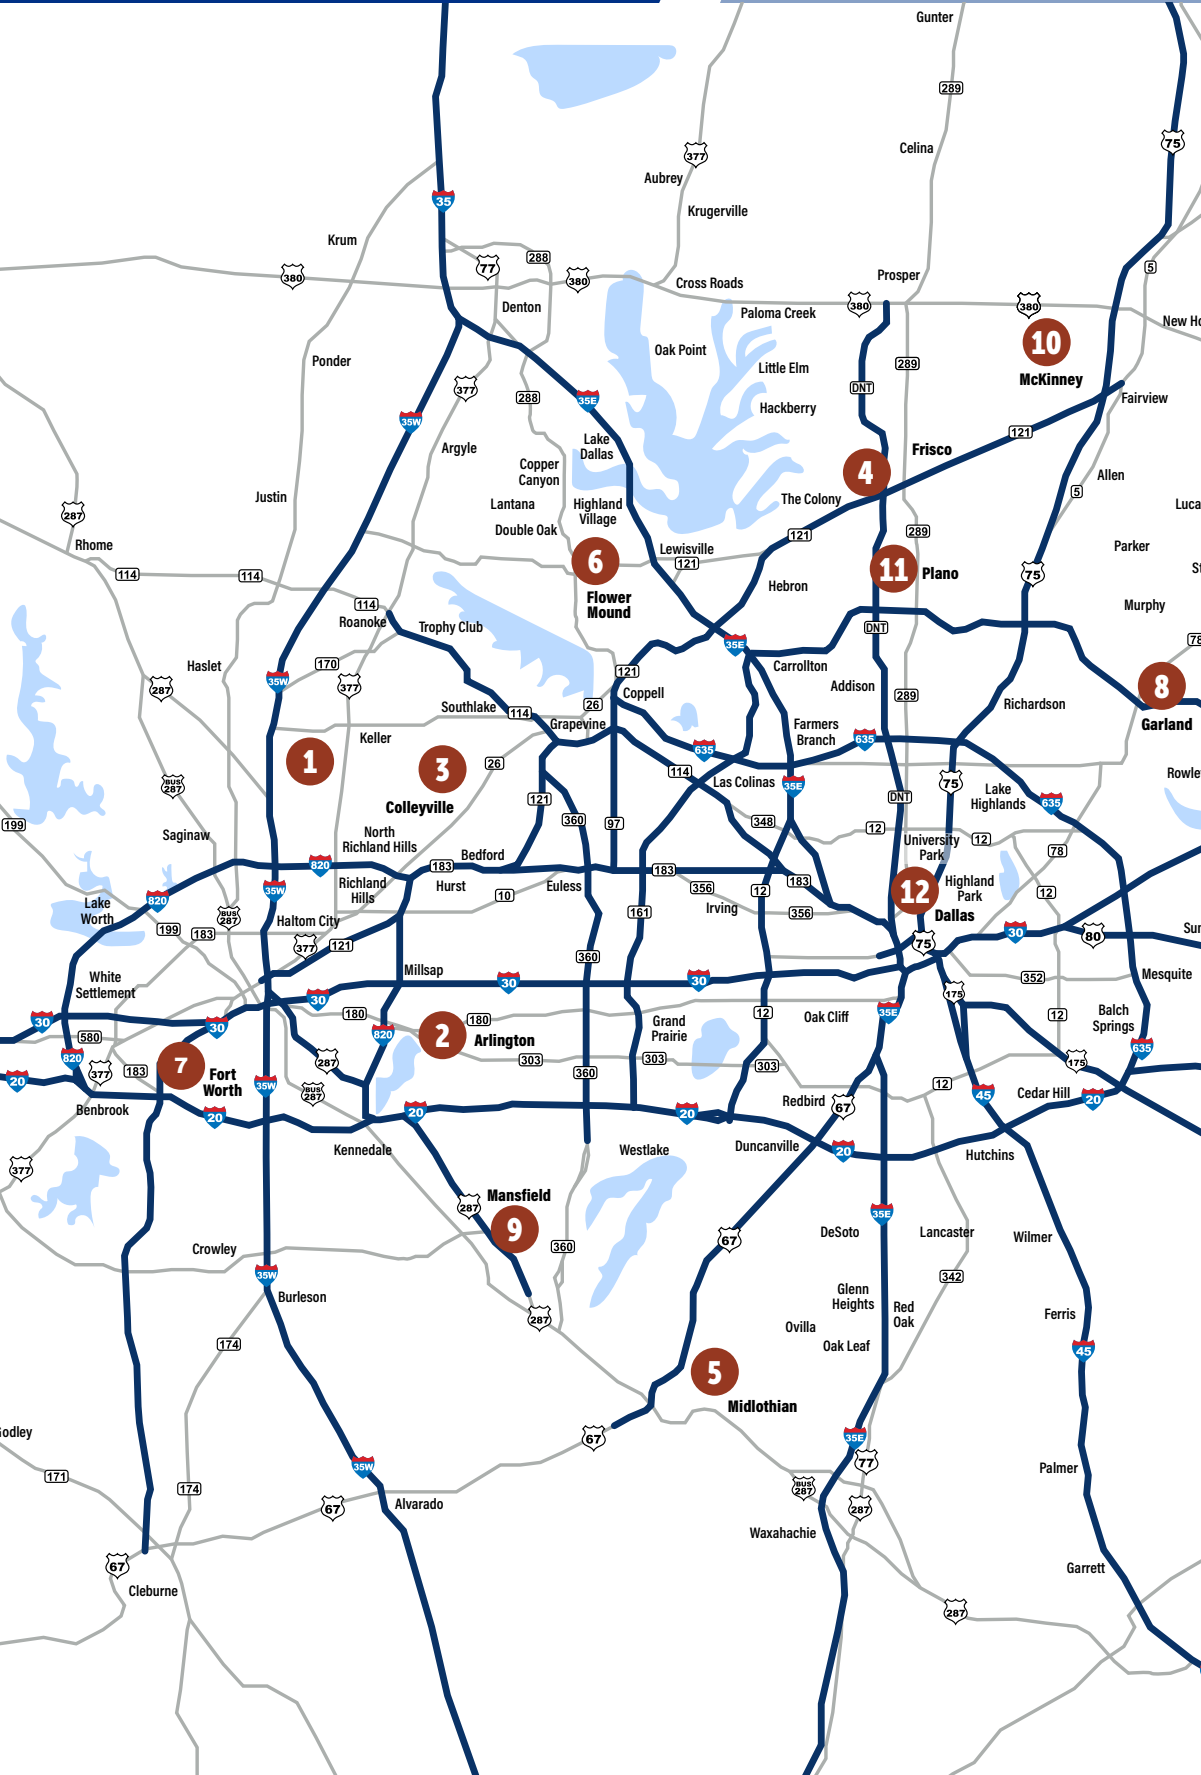 Gunter
289
75
Celina
377
Aubrey
35
Krugerville
Krum
288
77
5
380
380
Cross Roads
Prosper
380
380
Denton
Paloma Creek
New Ho
10
Oak Point
Ponder
289
Little Elm
McKinney
377
DNT
288
35E
Fairview
Hackberry
35W
121
Lake
Dallas
Argyle
Frisco
Copper
Canyon
4
Allen
5
Justin
The Colony
Lantana
Highland
Village
Luca
287
Double Oak
289
121
Rhome
Lewisville
Parker
6
121
11
Plano
75
St
114
114
Hebron
Flower
Mound
114
Murphy
Roanoke
Trophy Club
DNT
78
35E
Haslet
170
Carrollton
121
35W
377
287
Addison
8
Coppell
289
26
Southlake
114
Richardson
Grapevine
Garland
Keller
Farmers
Branch
635
635
1
3
26
114
Las Colinas
Rowle
BUS
287
35E
75
Colleyville
121
DNT
Lake
Highlands
635
199
360
97
348
12
Saginaw
North
Richland Hills
University
Park
12
78
Bedford
820
183
183
183
Richland
Hills
Hurst
Euless
356
12
12
Highland
Park
12
35W
10
820
Lake
Worth
161
Irving
356
Dallas
BUS
287
Haltom City
199
183
377
121
30
80
Sur
75
360
Millsap
Mesquite
White
Settlement
30
30
352
175
30
180
12
Oak Cliff
35E
12
Balch
Springs
30
30
180
Grand
Prairie
820
2
Arlington
580
635
820
287
303
303
303
175
377
183
7
Fort
Worth
360
20
35W
12
BUS
287
45
Cedar Hill
20
Redbird
67
Benbrook
20
20
20
Kennedale
Westlake
Duncanville
20
Hutchins
377
Mansfield
287
35E
9
DeSoto
Lancaster
Wilmer
67
Crowley
360
35W
342
Burleson
Glenn
Heights
Red
Oak
Ferris
287
Ovilla
174
Oak Leaf
45
5
Midlothian
odley
67
35E
77
35W
Palmer
171
174
BUS
287
67
Alvarado
287
Waxahachie
67
Garrett
Cleburne
287